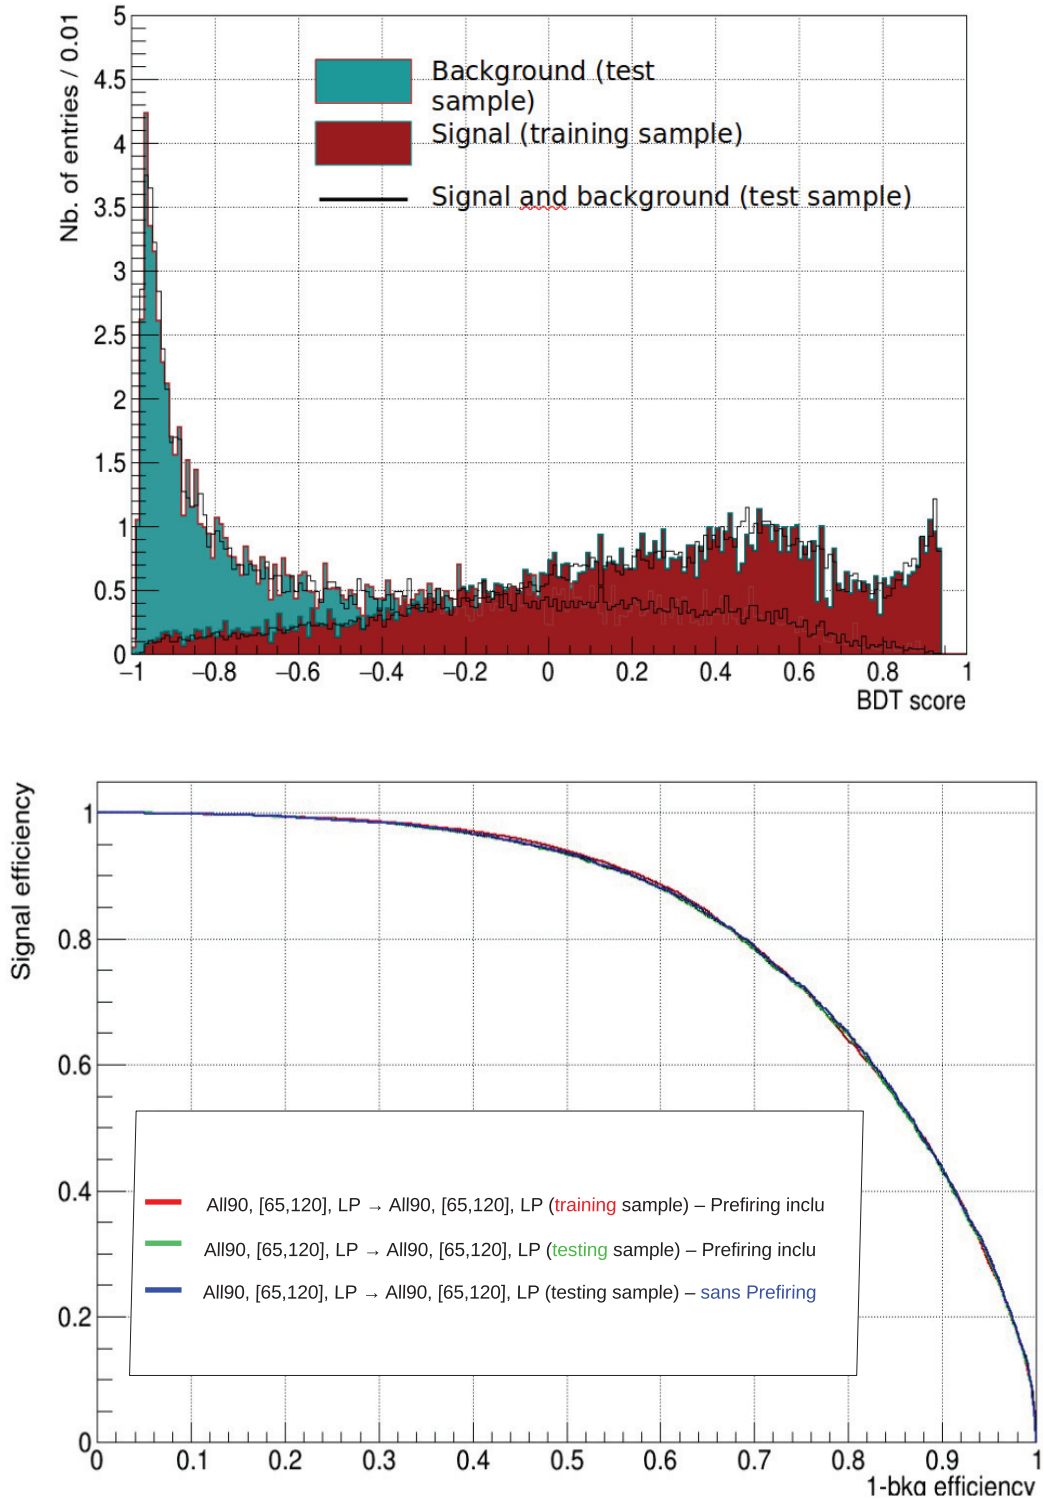 Nb. of entries / 0.01
5
4.5
4
3.5
3
2.5
2
1.5
1
0.5
0
Background (test
sample)
Signal (training sample)
Signal and background (test sample)
−1 −0.8 −0.6 −0.4 −0.2 0 0.2 0.4 0.6 0.8 1
BDT score
Signal efficiency
1
0.8
0.6
0.4
0.2
0
All90, [65,120], LP → All90, [65,120], LP (training sample) – Prefiring inclu
All90, [65,120], LP → All90, [65,120], LP (testing sample) – Prefiring inclu
All90, [65,120], LP → All90, [65,120], LP (testing sample) – sans Prefiring
0 0.1 0.2 0.3 0.4 0.5 0.6 0.7 0.8 0.9 1
1-bkg efficiency